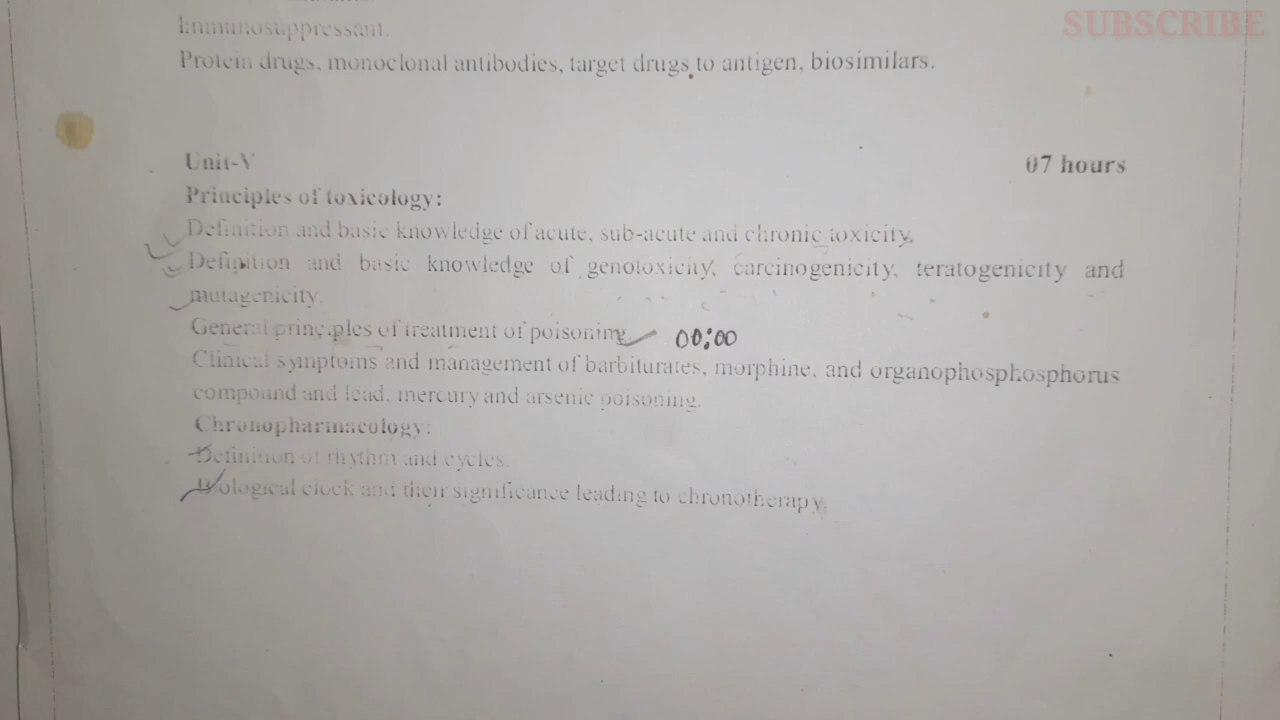 SUBSCRIBE
Immunosuppressant.
Protein drugs, monoclonal antibodies, target drugs to antigen, biosimilars.
Unit-V 07 hours
Principles of toxicology:
Definition and basic knowledge of acute, sub-acute and chronic toxicity.
Definition and basic knowledge of genotoxicity, carcinogenicity, teratogenicity and
mutagenicity.
General principles of treatment of poisoning 00:00
Clinical symptoms and management of barbiturates, morphine, and organophosphosphorus
compound and lead, mercury and arsenic poisoning.
Chronopharmacology:
Definition of rhythm and cycles.
Biological clock and their significance leading to chronotherapy.